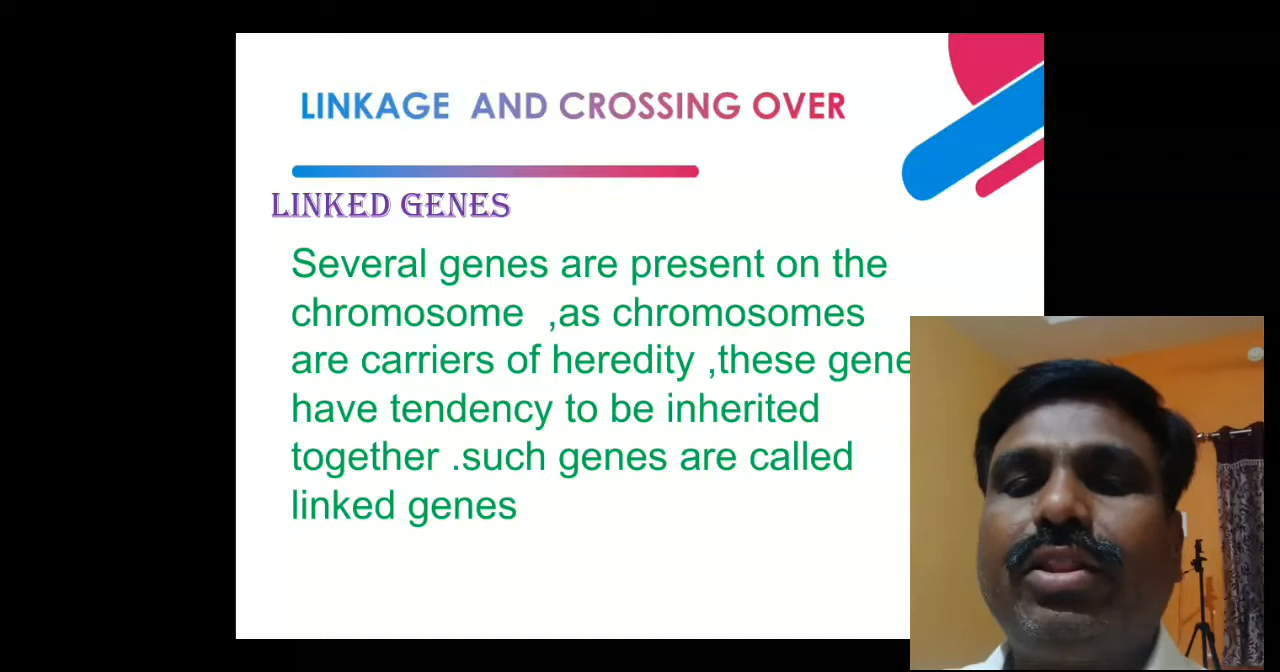 LINKAGE AND CROSSING OVER
LINKED GENES
Several genes are present on the
chromosome ,as chromosomes
are carriers of heredity ,these gene
have tendency to be inherited
together .such genes are called
linked genes